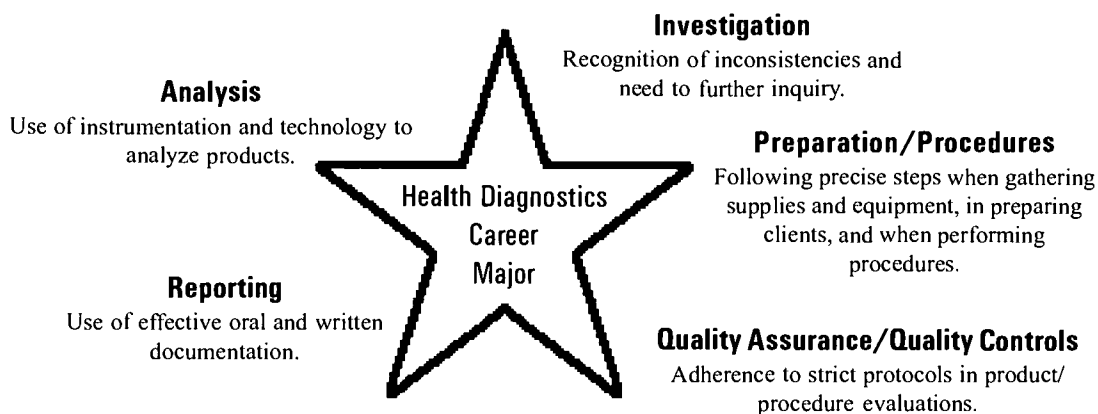 Investigation
Recognition of inconsistencies and
need to further inquiry.
Analysis
Use of instrumentation and technology to
analyze products.
Preparation/Procedures
Following precise steps when gathering
supplies and equipment, in preparing
clients, and when performing
procedures.
Health Diagnostics
Career
Major
Reporting
Use of effective oral and written
documentation.
Quality Assurance/Quality Controls
Adherence to strict protocols in product/
procedure evaluations.